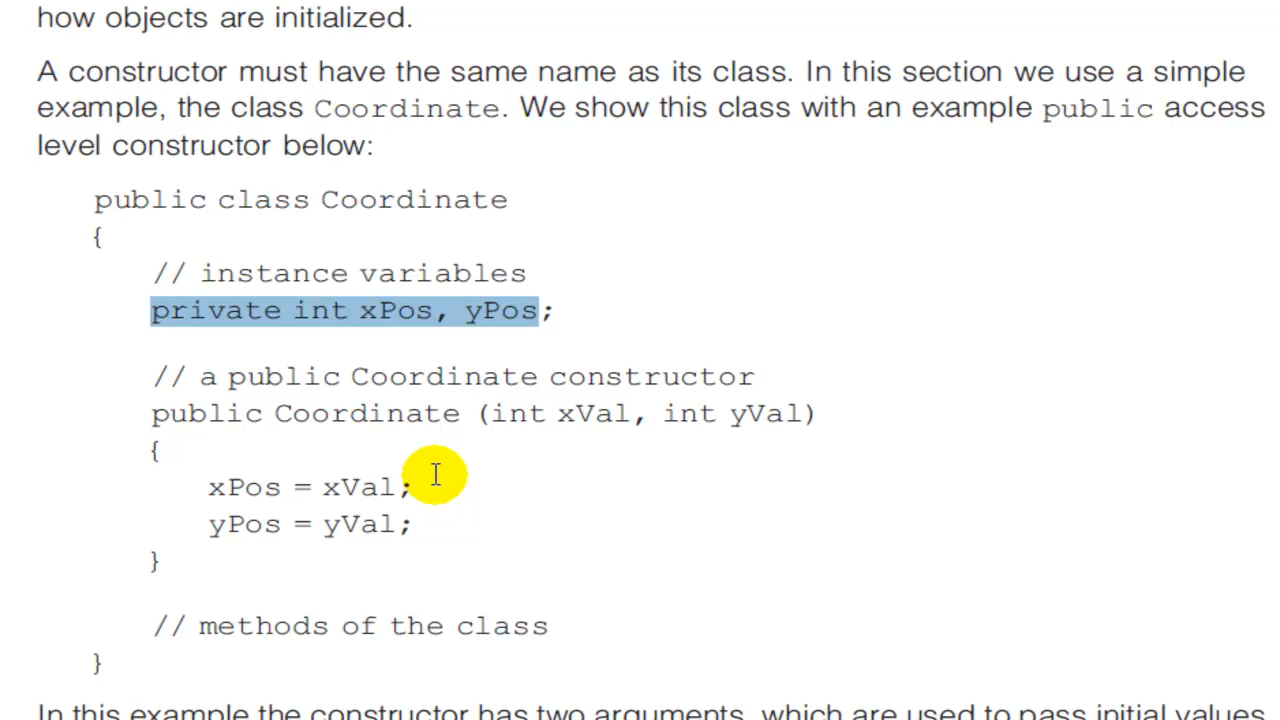 how objects are initialized.
A constructor must have the same name as its class. In this section we use a simple
example, the class Coordinate. We show this class with an example public access
level constructor below:
public class Coordinate
{
// instance variables
private int xPos, yPos;
// a public Coordinate constructor
public Coordinate (int xVal, int yVal)
{
xPos = xVal;
yPos = yVal;
}
// methods of the class
}
In this example the constructor has two arguments, which are used to pass initial values